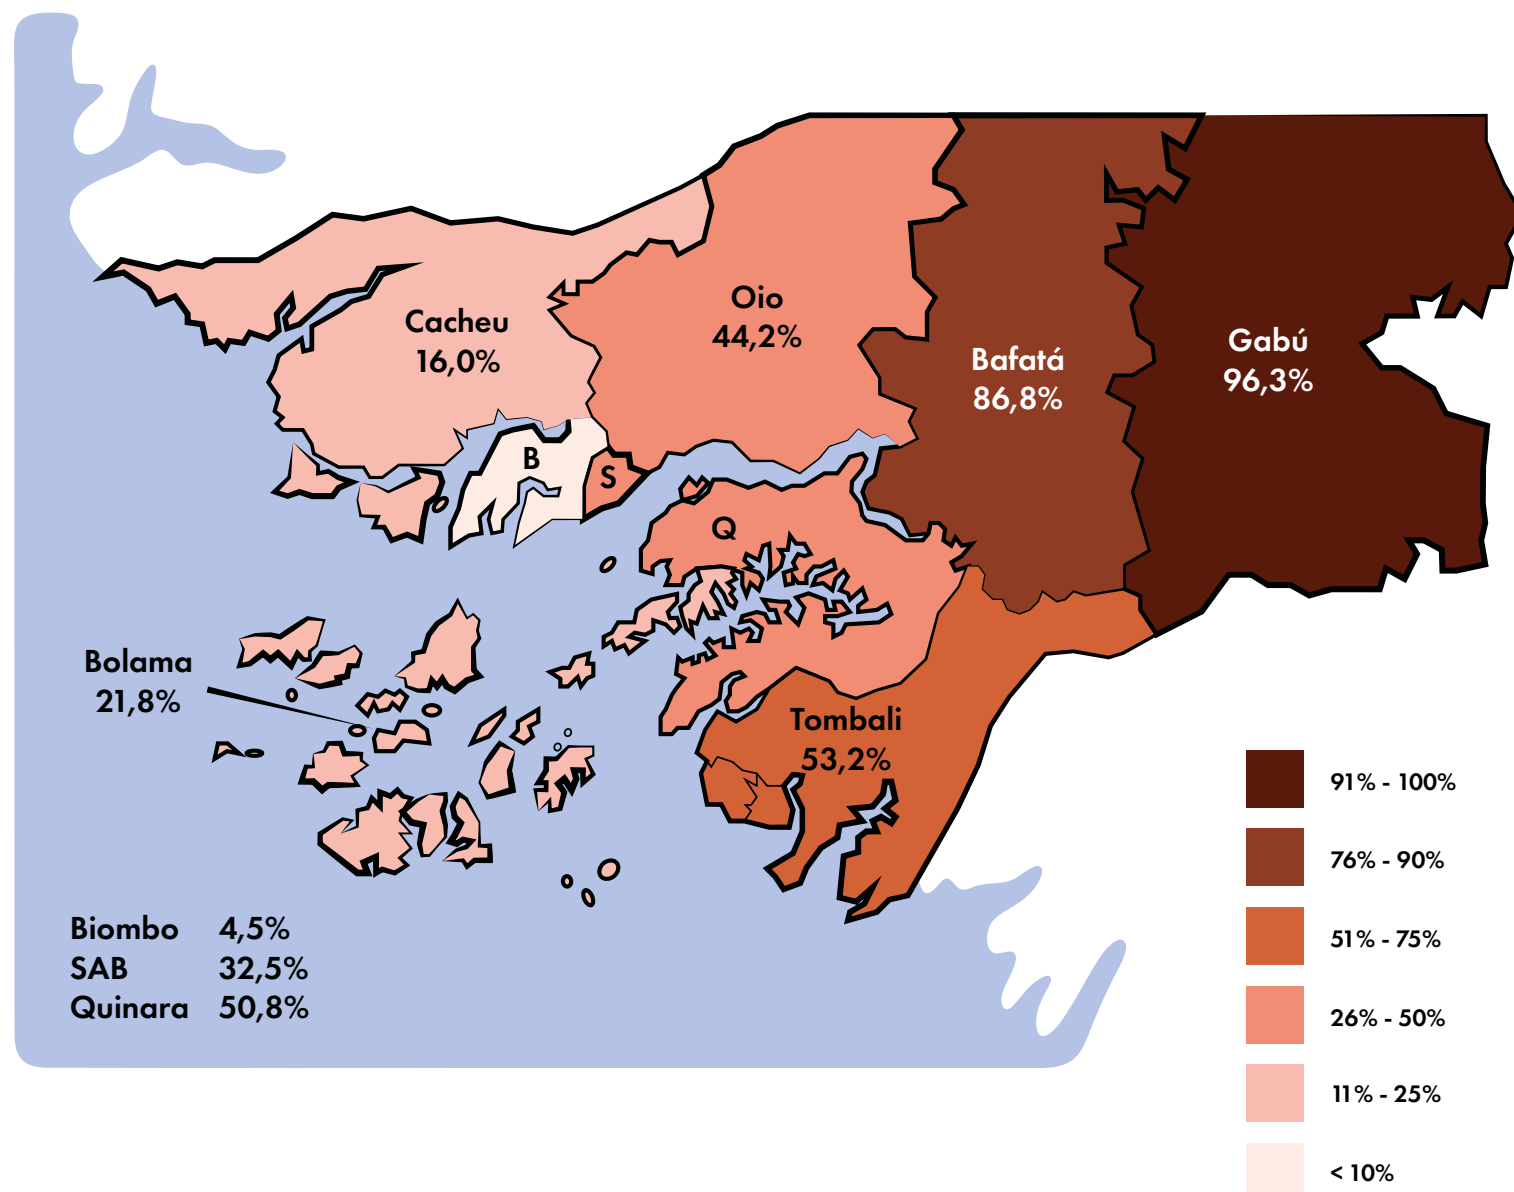 Oio
44,2%
Cacheu
16,0%
Gabú
96,3%
Bafatá
86,8%
B
S
Q
Bolama
21,8%
Tombali
53,2%
Biombo 4,5%
SAB 32,5%
Quinara 50,8%
91% - 100%
76% - 90%
51% - 75%
26% - 50%
11% - 25%
< 10%